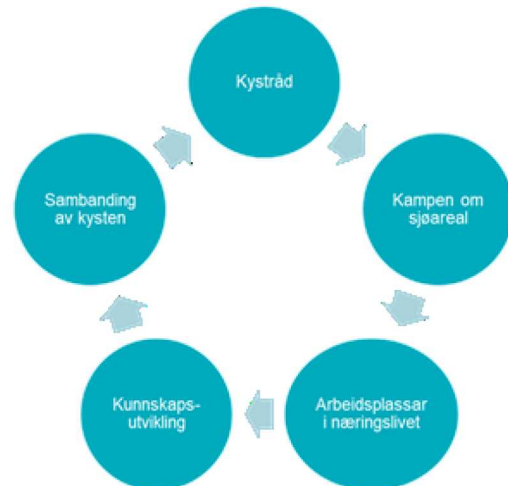 Kystråd
Kampen om
sjøareal
Arbeidsplassar
i næringslivet
Kunnskaps-
utvikling
Sambanding
av kysten